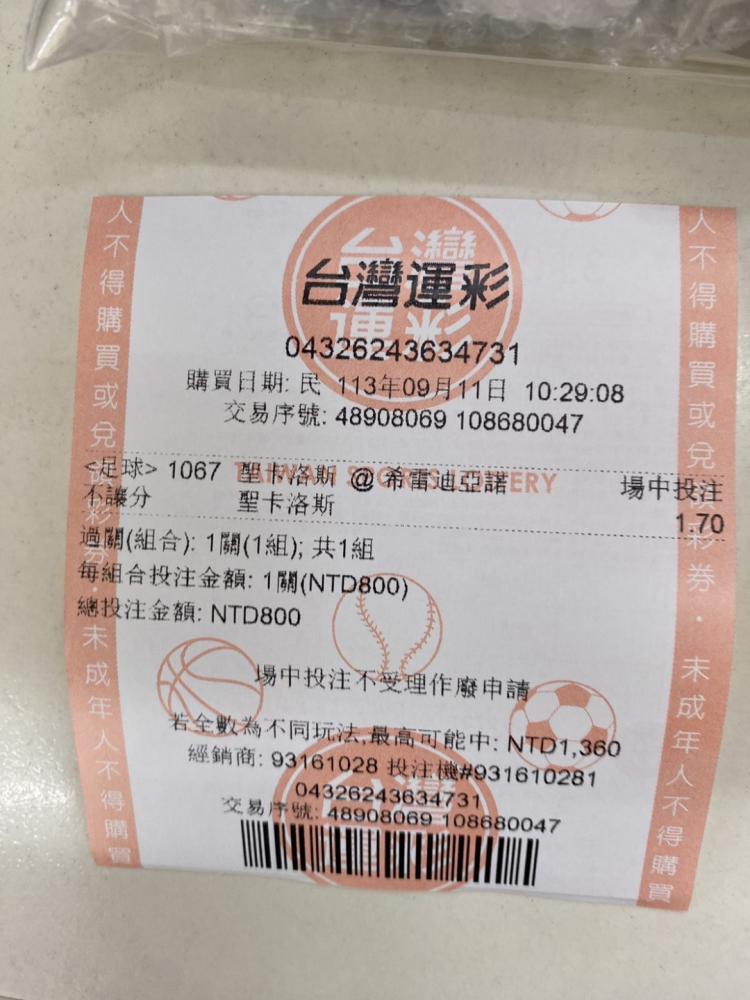 台灣運彩
04326243634731
購買日期: 民 113年09月11日 10:29:08
交易序號: 48908069 108680047
TAIWAN SPORTS LOTTERY
<足球> 1067 聖卡洛斯 @ 希雷迪亞諾 場中投注
不讓分 聖卡洛斯 1.70
過關(組合): 1關(1組); 共1組
每組合投注金額: 1關(NTD800)
總投注金額: NTD800
場中投注不受理作廢申請
若全數為不同玩法,最高可能中: NTD1,360
經銷商: 93161028 投注機#931610281
04326243634731
交易序號: 48908069 108680047
人不得購買或兌
未成年人不得購買
人不得購買或兌
彩券．未成年人不得購買